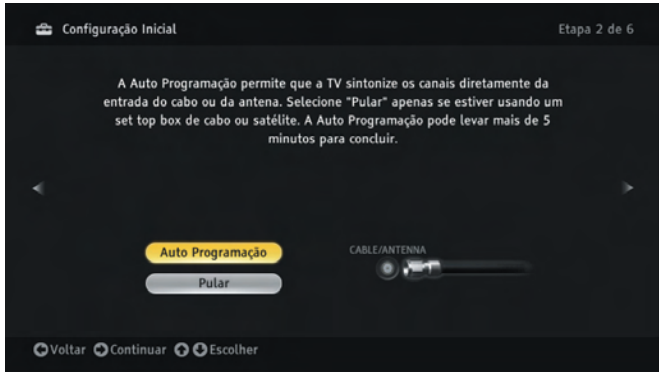 Configuração Inicial
Etapa 2 de 6
A Auto Programação permite que a TV sintonize os canais diretamente da
entrada do cabo ou da antena. Selecione "Pular" apenas se estiver usando um
set top box de cabo ou satélite. A Auto Programação pode levar mais de 5
minutos para concluir.
Auto Programação
CABLE/ANTENNA
Pular
Voltar Continuar Escolher